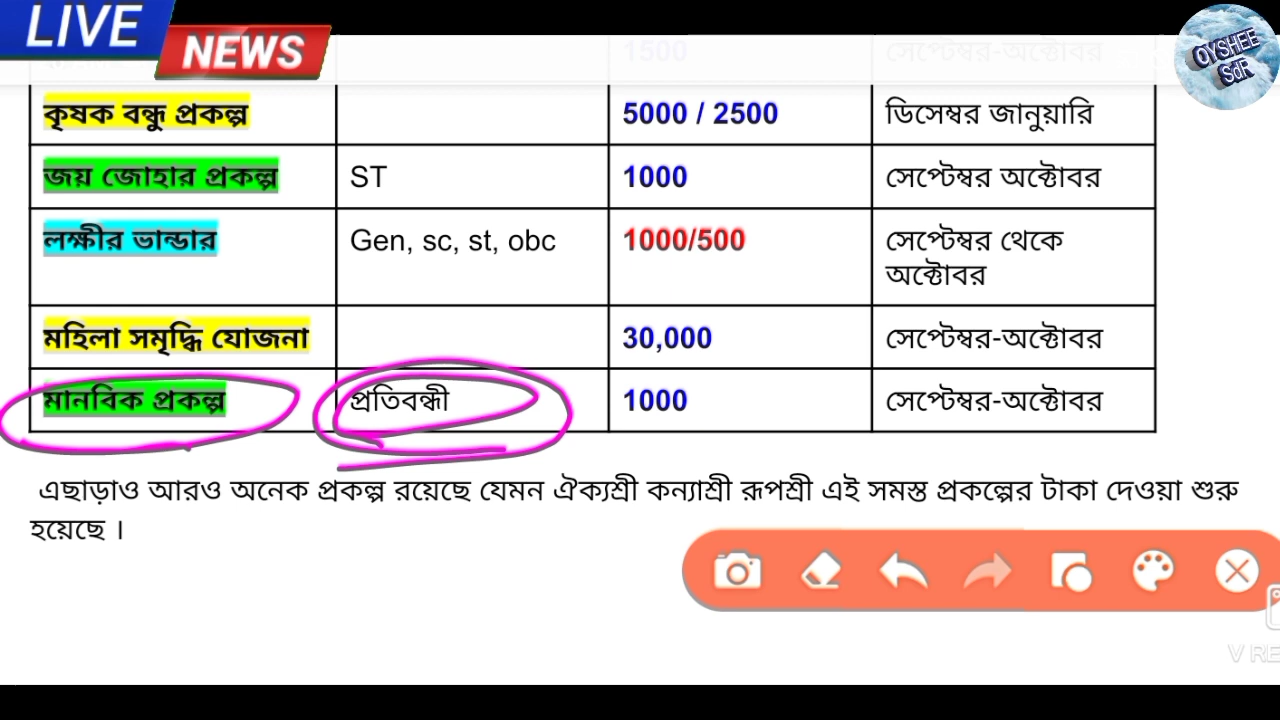 LIVE
NEWS
OYSHEE
SdR
1500 সেপ্টেম্বর-অক্টোবর
কৃষক বন্ধু প্রকল্প 5000 / 2500 ডিসেম্বর জানুয়ারি
জয় জোহার প্রকল্প ST 1000 সেপ্টেম্বর অক্টোবর
লক্ষীর ভান্ডার Gen, sc, st, obc 1000/500 সেপ্টেম্বর থেকে
অক্টোবর
মহিলা সমৃদ্ধি যোজনা 30,000 সেপ্টেম্বর-অক্টোবর
মানবিক প্রকল্প প্রতিবন্ধী 1000 সেপ্টেম্বর-অক্টোবর
এছাড়াও আরও অনেক প্রকল্প রয়েছে যেমন ঐক্যশ্রী কন্যাশ্রী রূপশ্রী এই সমস্ত প্রকল্পের টাকা দেওয়া শুরু
হয়েছে ।